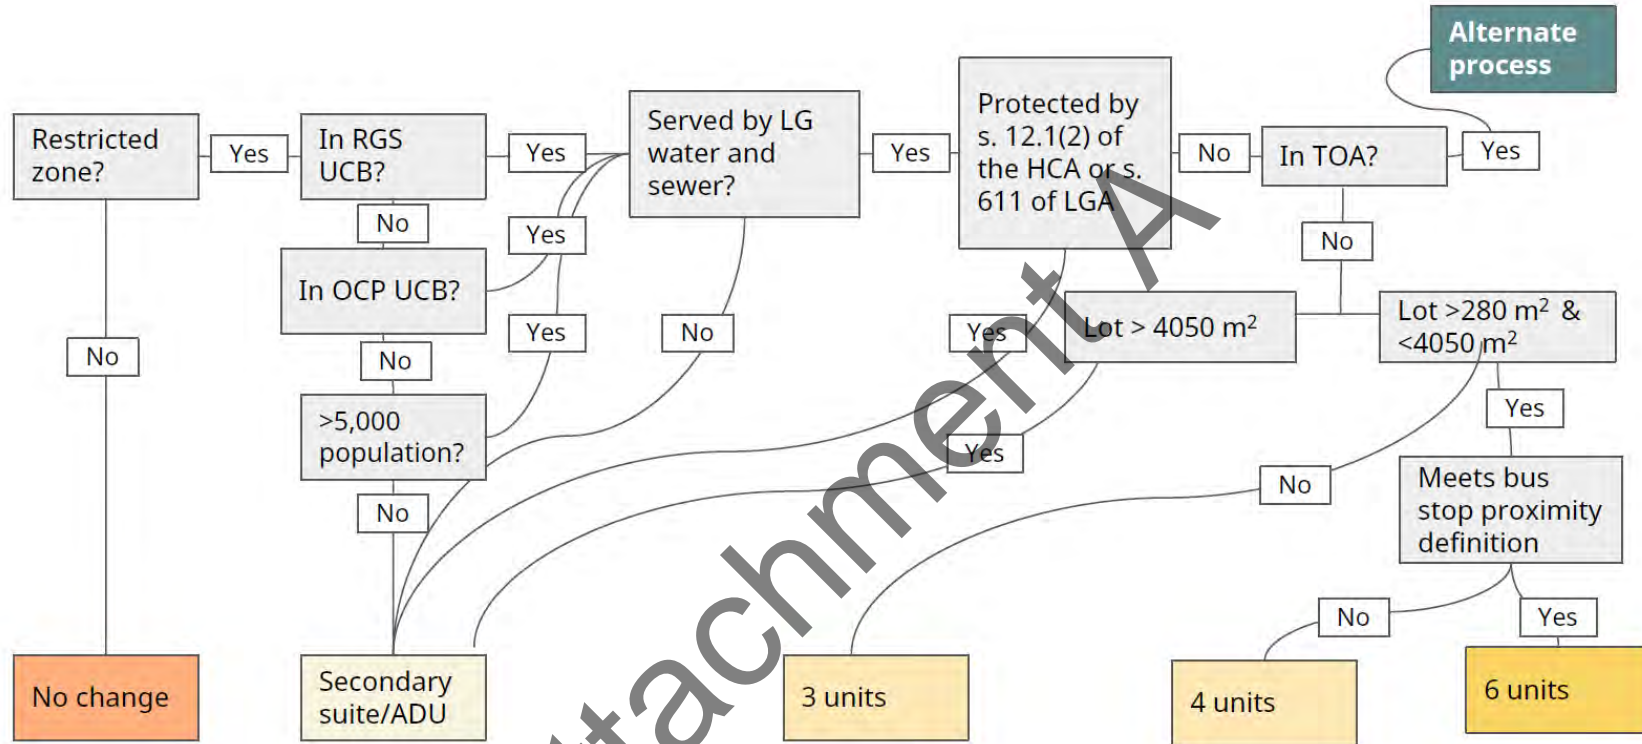 Alternate
process
Restricted
zone?
Yes
In RGS
UCB?
Yes
Served by LG
water and
sewer?
Yes
Protected by
s. 12.1(2) of
the HCA or s.
611 of LGA
No
In TOA?
Yes
No
Yes
No
In OCP UCB?
No
Yes
No
Yes
Lot > 4050 m²
Lot >280 m² &
<4050 m²
No
>5,000
population?
Yes
Yes
No
Meets bus
stop proximity
definition
No
No
Yes
No change
Secondary
suite/ADU
3 units
4 units
6 units
Attachment A